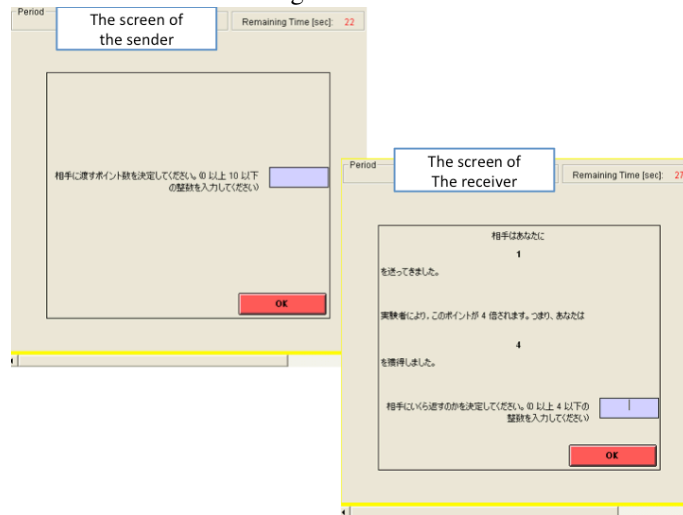 Period
The screen of
the sender
Remaining Time [sec]: 22
相手に渡すポイント数を決定してください。(0 以上 10 以下
の整数を入力してください)
OK
Period
The screen of
The receiver
Remaining Time [sec]: 27
相手はあなたに
1
を送ってきました。
実験者により、このポイントが 4 倍されます。つまり、あなたは
4
を獲得しました。
相手にいくら返すのかを決定してください。(0 以上 4 以下の
整数を入力してください)
OK